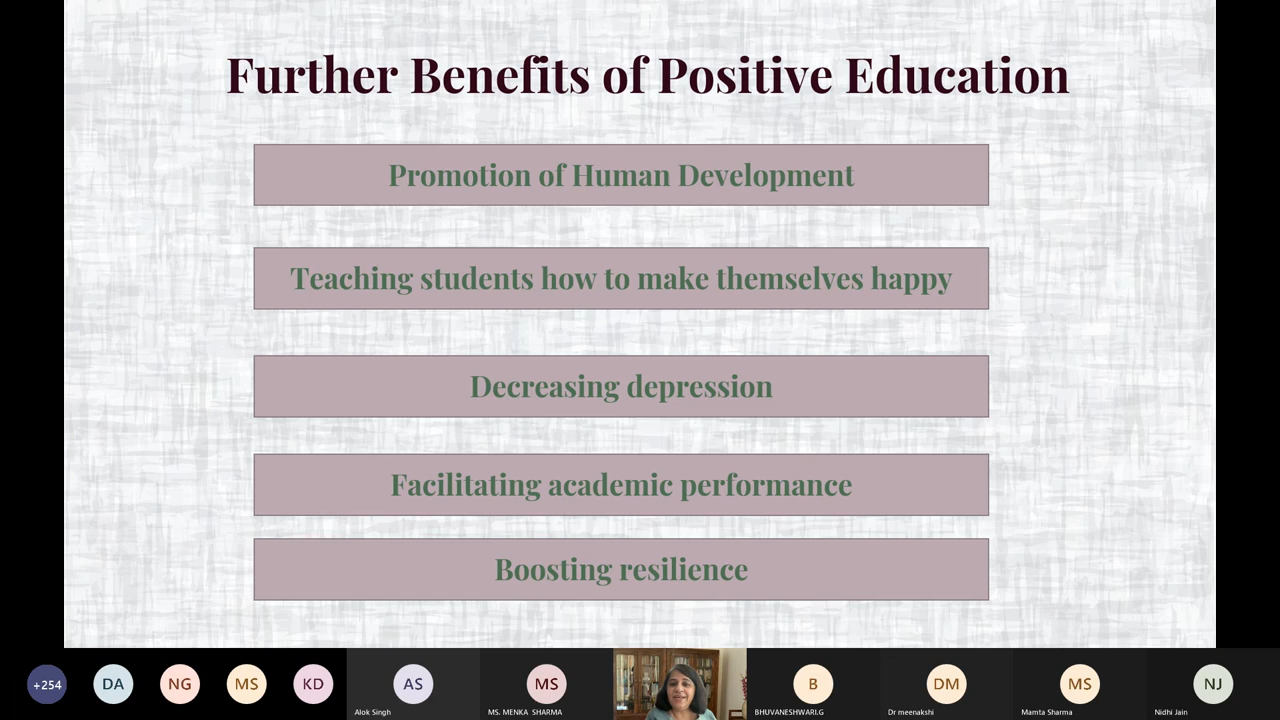 Further Benefits of Positive Education
Promotion of Human Development
Teaching students how to make themselves happy
Decreasing depression
Facilitating academic performance
Boosting resilience
+254
DA
NG
MS
KD
AS
MS
B
DM
MS
NJ
Alok Singh
MS. MENKA SHARMA
BHUVANESHWARI.G
Dr meenakshi
Mamta Sharma
Nidhi Jain